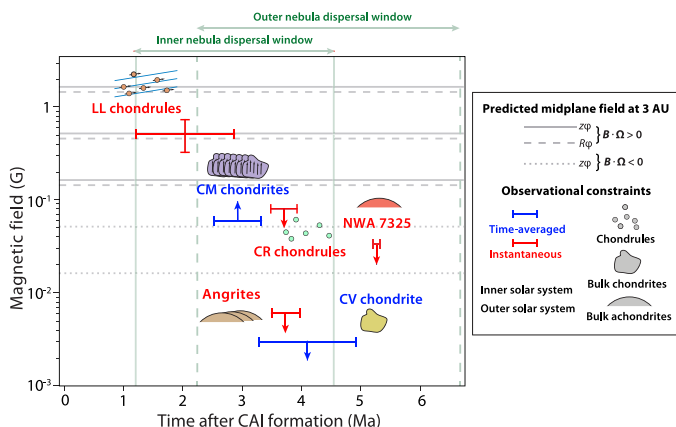 Outer nebula dispersal window
Inner nebula dispersal window
Magnetic field (G)
1
10⁻¹
10⁻²
10⁻³
LL chondrules
CM chondrites
CR chondrules
NWA 7325
Angrites
CV chondrite
0 1 2 3 4 5 6
Time after CAI formation (Ma)
Predicted midplane field at 3 AU
zφ
Rφ
} B · Ω > 0
zφ } B · Ω < 0
Observational constraints
Time-averaged
Instantaneous
Chondrules
Bulk chondrites
Inner solar system
Outer solar system
Bulk achondrites